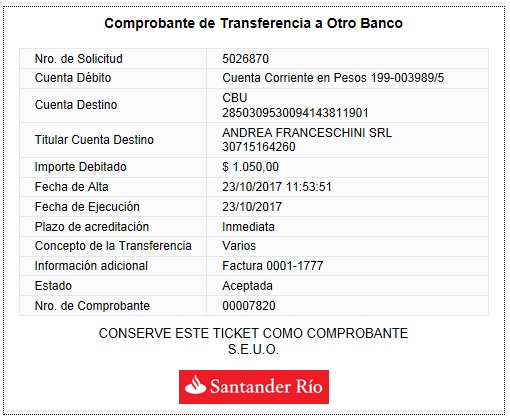 Comprobante de Transferencia a Otro Banco
Nro. de Solicitud 5026870
Cuenta Débito Cuenta Corriente en Pesos 199-003989/5
Cuenta Destino CBU
2850309530094143811901
Titular Cuenta Destino ANDREA FRANCESCHINI SRL
30715164260
Importe Debitado $ 1.050,00
Fecha de Alta 23/10/2017 11:53:51
Fecha de Ejecución 23/10/2017
Plazo de acreditación Inmediata
Concepto de la Transferencia Varios
Información adicional Factura 0001-1777
Estado Aceptada
Nro. de Comprobante 00007820
CONSERVE ESTE TICKET COMO COMPROBANTE
S.E.U.O.
Santander Río